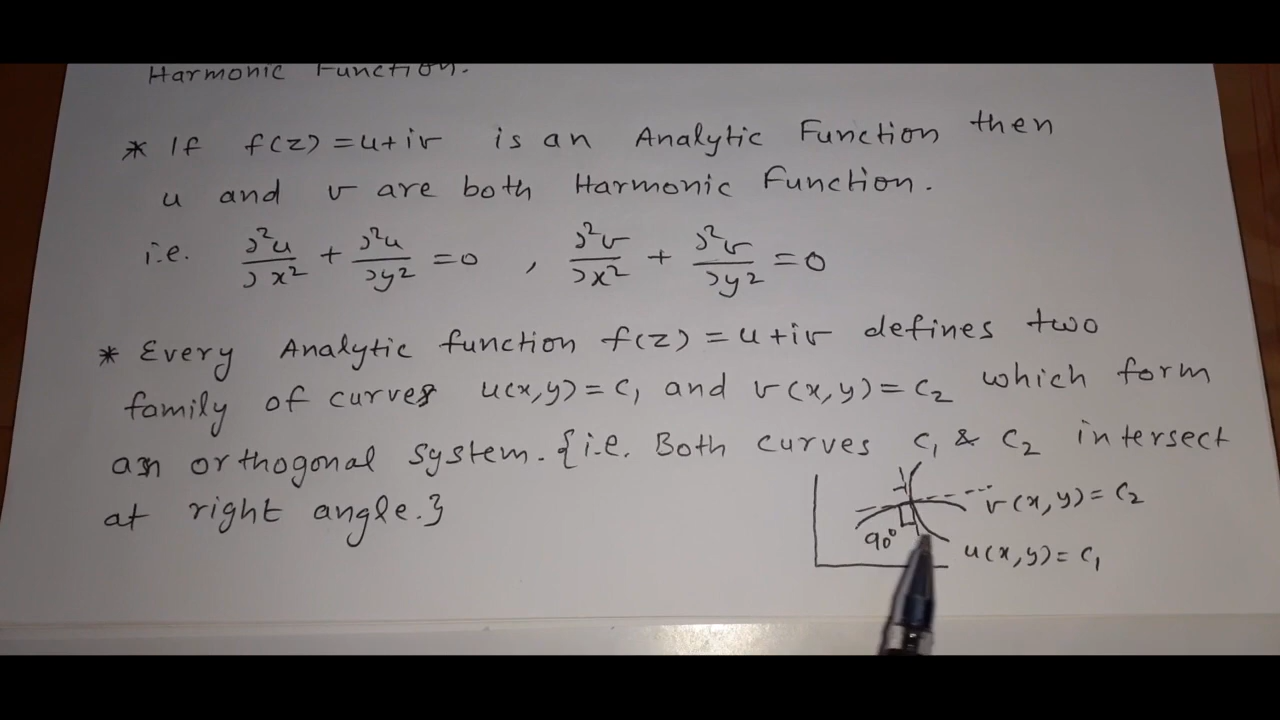 Harmonic Function.
* If f(z) = u+iv is an Analytic Function then
u and v are both Harmonic Function.
i.e. ∂²u/∂x² + ∂²u/∂y² = 0 , ∂²v/∂x² + ∂²v/∂y² = 0
* Every Analytic function f(z) = u+iv defines two
family of curves u(x,y) = c₁ and v(x,y) = c₂ which form
an orthogonal system. {i.e. Both curves c₁ & c₂ intersect
at right angle.}
v(x,y) = c₂
90°
u(x,y) = c₁